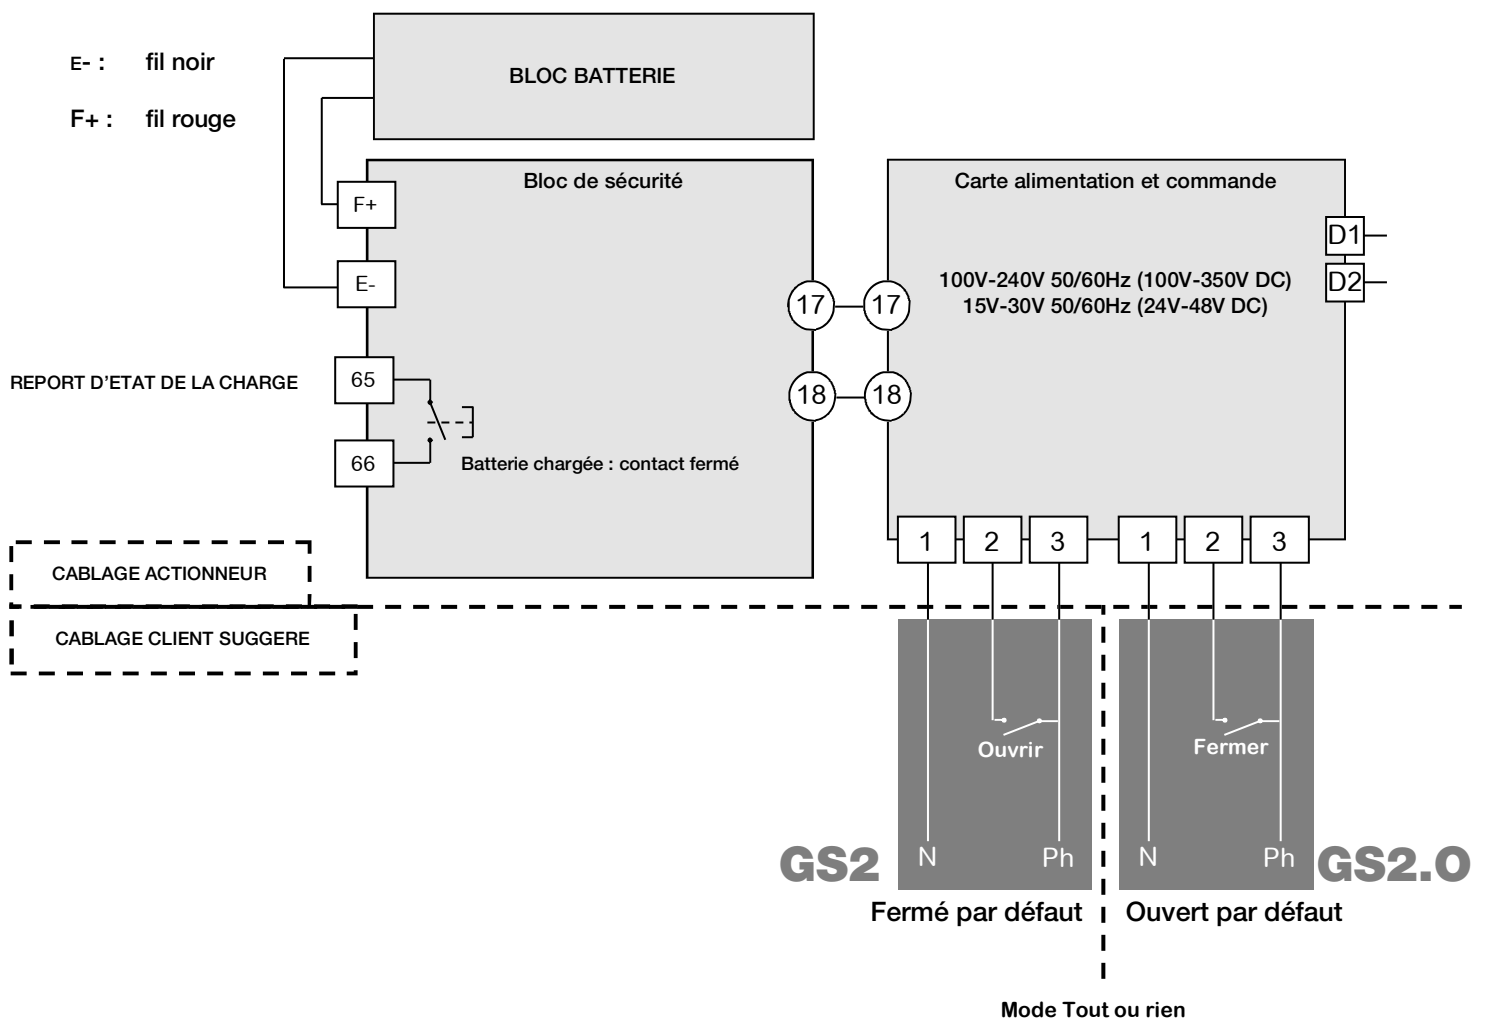 E- : fil noir
F+ : fil rouge
BLOC BATTERIE
Bloc de sécurité
F+
E-
65
REPORT D’ETAT DE LA CHARGE
66
Batterie chargée : contact fermé
17
17
18
18
Carte alimentation et commande
100V-240V 50/60Hz (100V-350V DC)
15V-30V 50/60Hz (24V-48V DC)
D1
D2
1 2 3 1 2 3
CABLAGE ACTIONNEUR
CABLAGE CLIENT SUGGERE
Ouvrir
Fermer
GS2
N Ph
N Ph
GS2.O
Fermé par défaut
Ouvert par défaut
Mode Tout ou rien